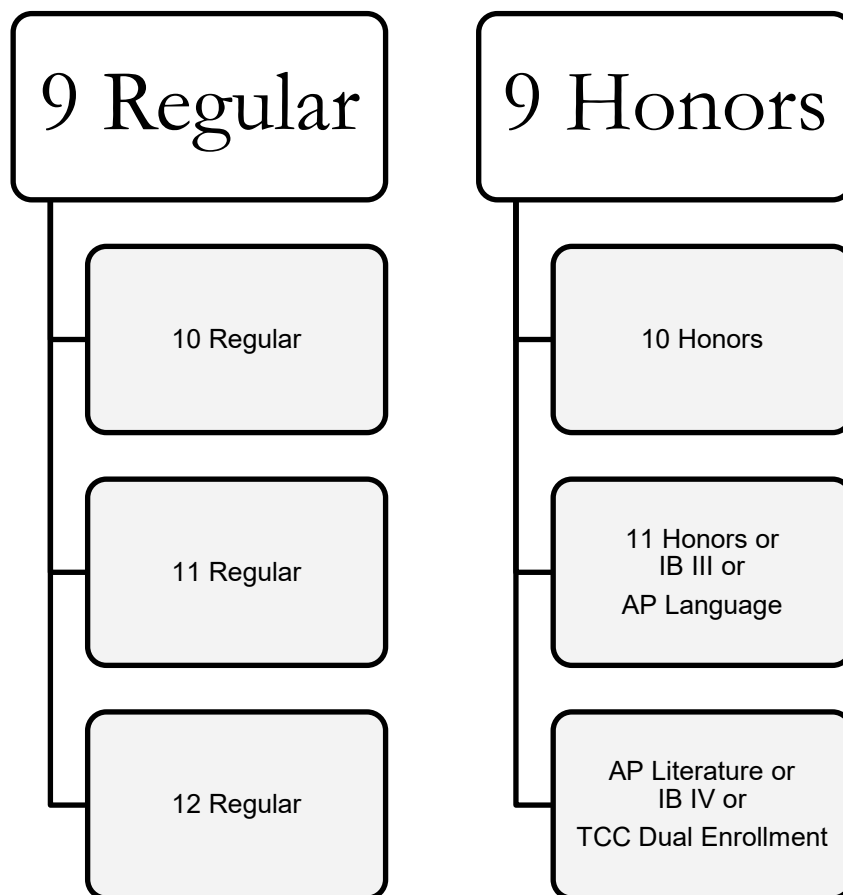 9 Regular
10 Regular
11 Regular
12 Regular
9 Honors
10 Honors
11 Honors or
IB III or
AP Language
AP Literature or
IB IV or
TCC Dual Enrollment